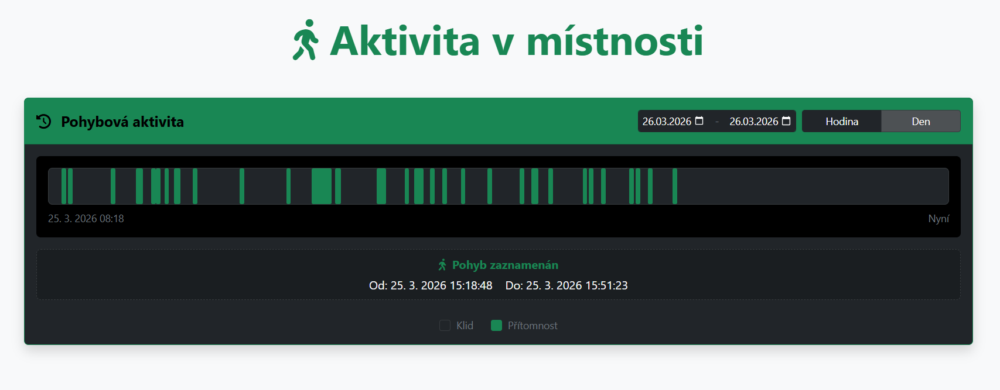 Aktivita v místnosti
Pohybová aktivita
26.03.2026 - 26.03.2026 Hodina Den
25. 3. 2026 08:18 Nyní
Pohyb zaznamenán
Od: 25. 3. 2026 15:18:48 Do: 25. 3. 2026 15:51:23
Klid Přítomnost